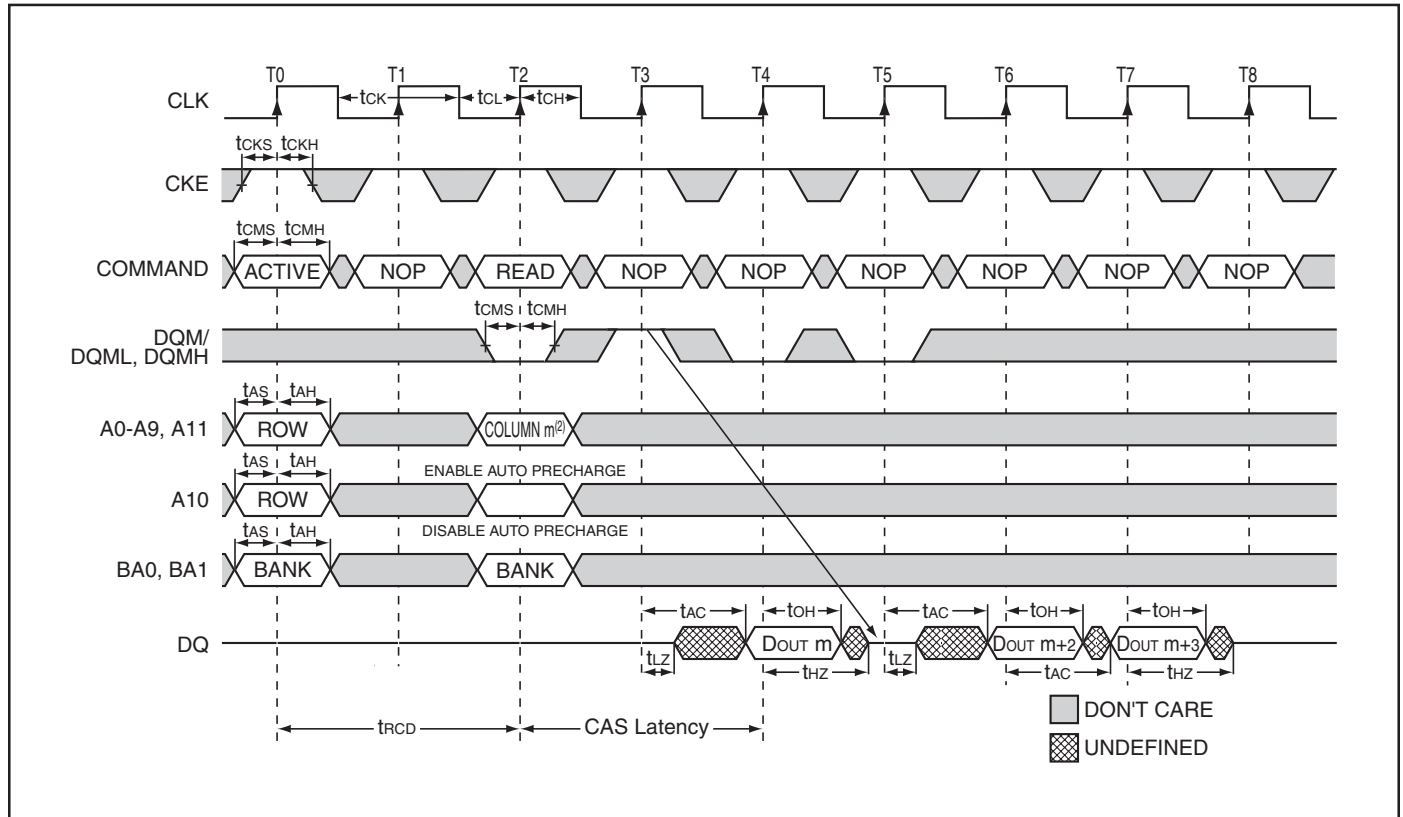 T0 T1 T2 T3 T4 T5 T6 T7 T8
CLK
tCK tCL tCH
tCKS tCKH
CKE
tCMS tCMH
COMMAND ACTIVE NOP READ NOP NOP NOP NOP NOP NOP
tCMS tCMH
DQM/
DQML, DQMH
tAS tAH
A0-A9, A11 ROW COLUMN m(2)
tAS tAH ENABLE AUTO PRECHARGE
A10 ROW
tAS tAH DISABLE AUTO PRECHARGE
BA0, BA1 BANK BANK
tAC tOH tAC tOH tOH
DQ DOUT m DOUT m+2 DOUT m+3
tLZ tHZ tLZ tAC tHZ
DON'T CARE
tRCD CAS Latency
UNDEFINED